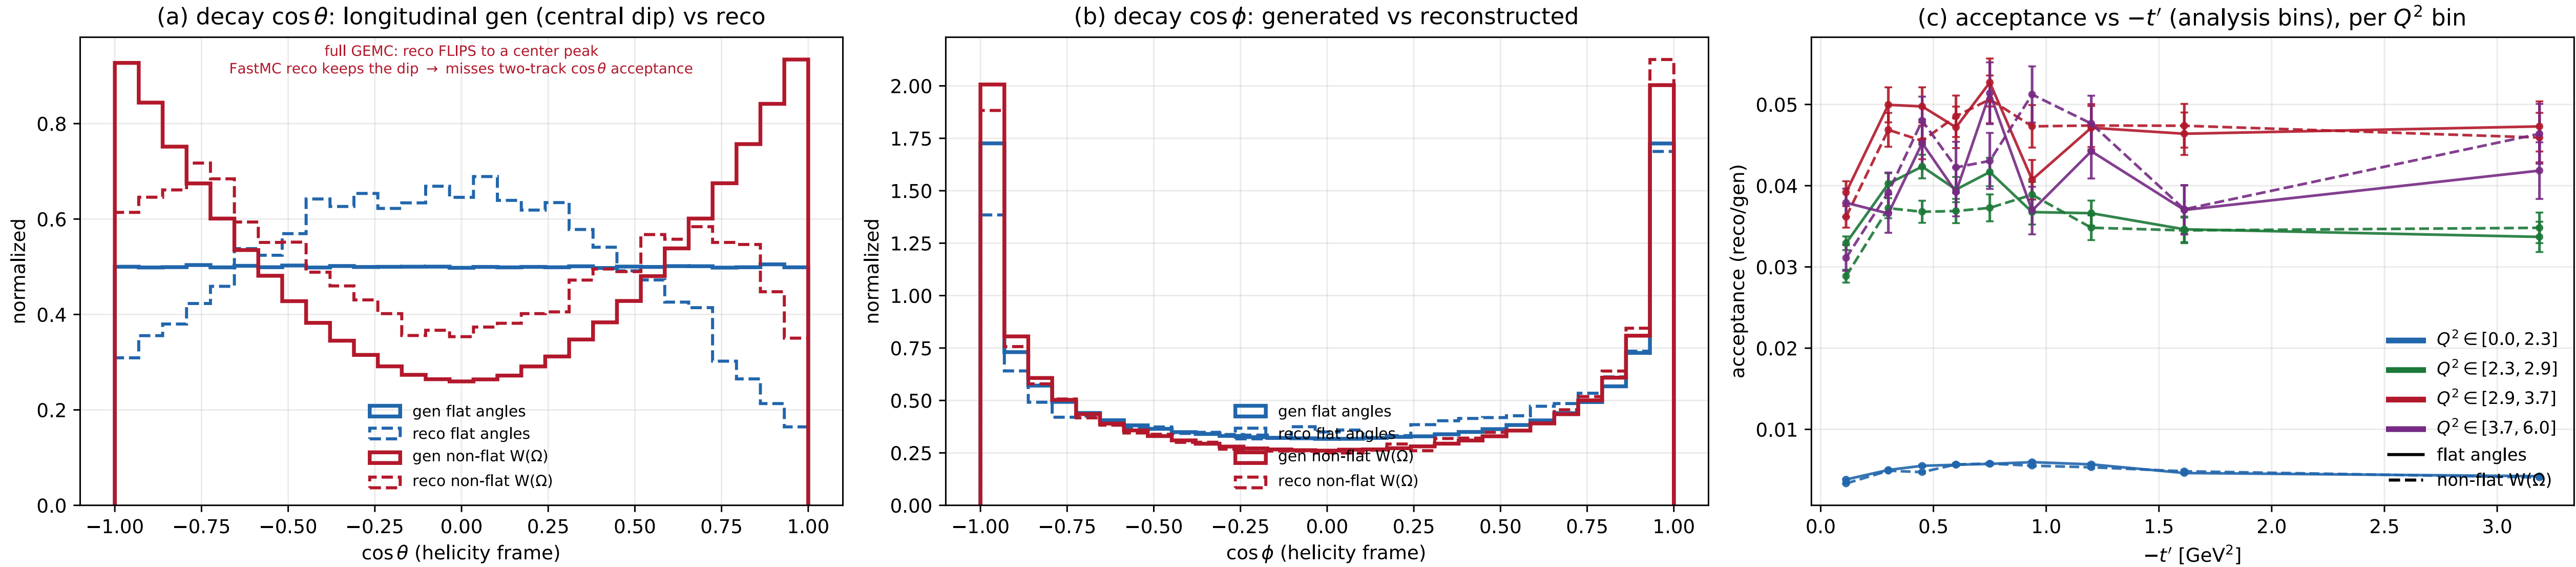 (a) decay cos θ: longitudinal gen (central dip) vs reco
full GEMC: reco FLIPS to a center peak
FastMC reco keeps the dip → misses two-track cos θ acceptance
normalized
0.8
0.6
0.4
0.2
0.0
gen flat angles
reco flat angles
gen non-flat W(Ω)
reco non-flat W(Ω)
−1.00 −0.75 −0.50 −0.25 0.00 0.25 0.50 0.75 1.00
cos θ (helicity frame)
(b) decay cos ϕ: generated vs reconstructed
normalized
2.00
1.75
1.50
1.25
1.00
0.75
0.50
0.25
0.00
gen flat angles
reco flat angles
gen non-flat W(Ω)
reco non-flat W(Ω)
−1.00 −0.75 −0.50 −0.25 0.00 0.25 0.50 0.75 1.00
cos ϕ (helicity frame)
(c) acceptance vs −t′ (analysis bins), per Q² bin
acceptance (reco/gen)
0.05
0.04
0.03
0.02
0.01
Q² ∈ [0.0, 2.3]
Q² ∈ [2.3, 2.9]
Q² ∈ [2.9, 3.7]
Q² ∈ [3.7, 6.0]
flat angles
non-flat W(Ω)
0.0 0.5 1.0 1.5 2.0 2.5 3.0
−t′ [GeV²]